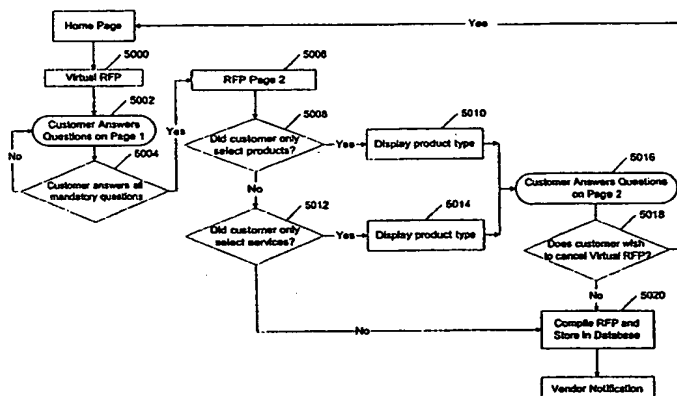 Home Page
Yes
5000
Virtual RFP
5002
Customer Answers
Questions on Page 1
No
5004
Customer answers all
mandatory questions
Yes
5006
RFP Page 2
5008
Did customer only
select products?
Yes
5010
Display product type
No
5012
Did customer only
select services?
Yes
5014
Display product type
5016
Customer Answers Questions
on Page 2
5018
Does customer wish
to cancel Virtual RFP?
No
5020
No
Compile RFP and
Store in Database
Vendor Notification